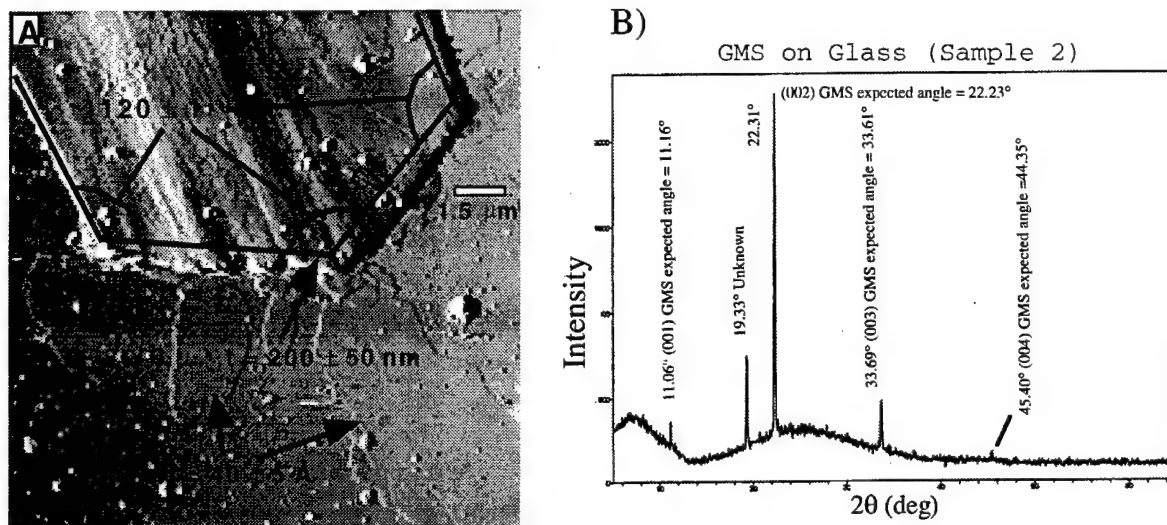 A
120
1.5 µm
200 ± 50 nm
B)
GMS on Glass (Sample 2)
Intensity
11.06° (001) GMS expected angle = 11.16°
19.33° Unknown
22.31°
(002) GMS expected angle = 22.23°
33.69° (003) GMS expected angle = 33.61°
45.40° (004) GMS expected angle =44.35°
2θ (deg)